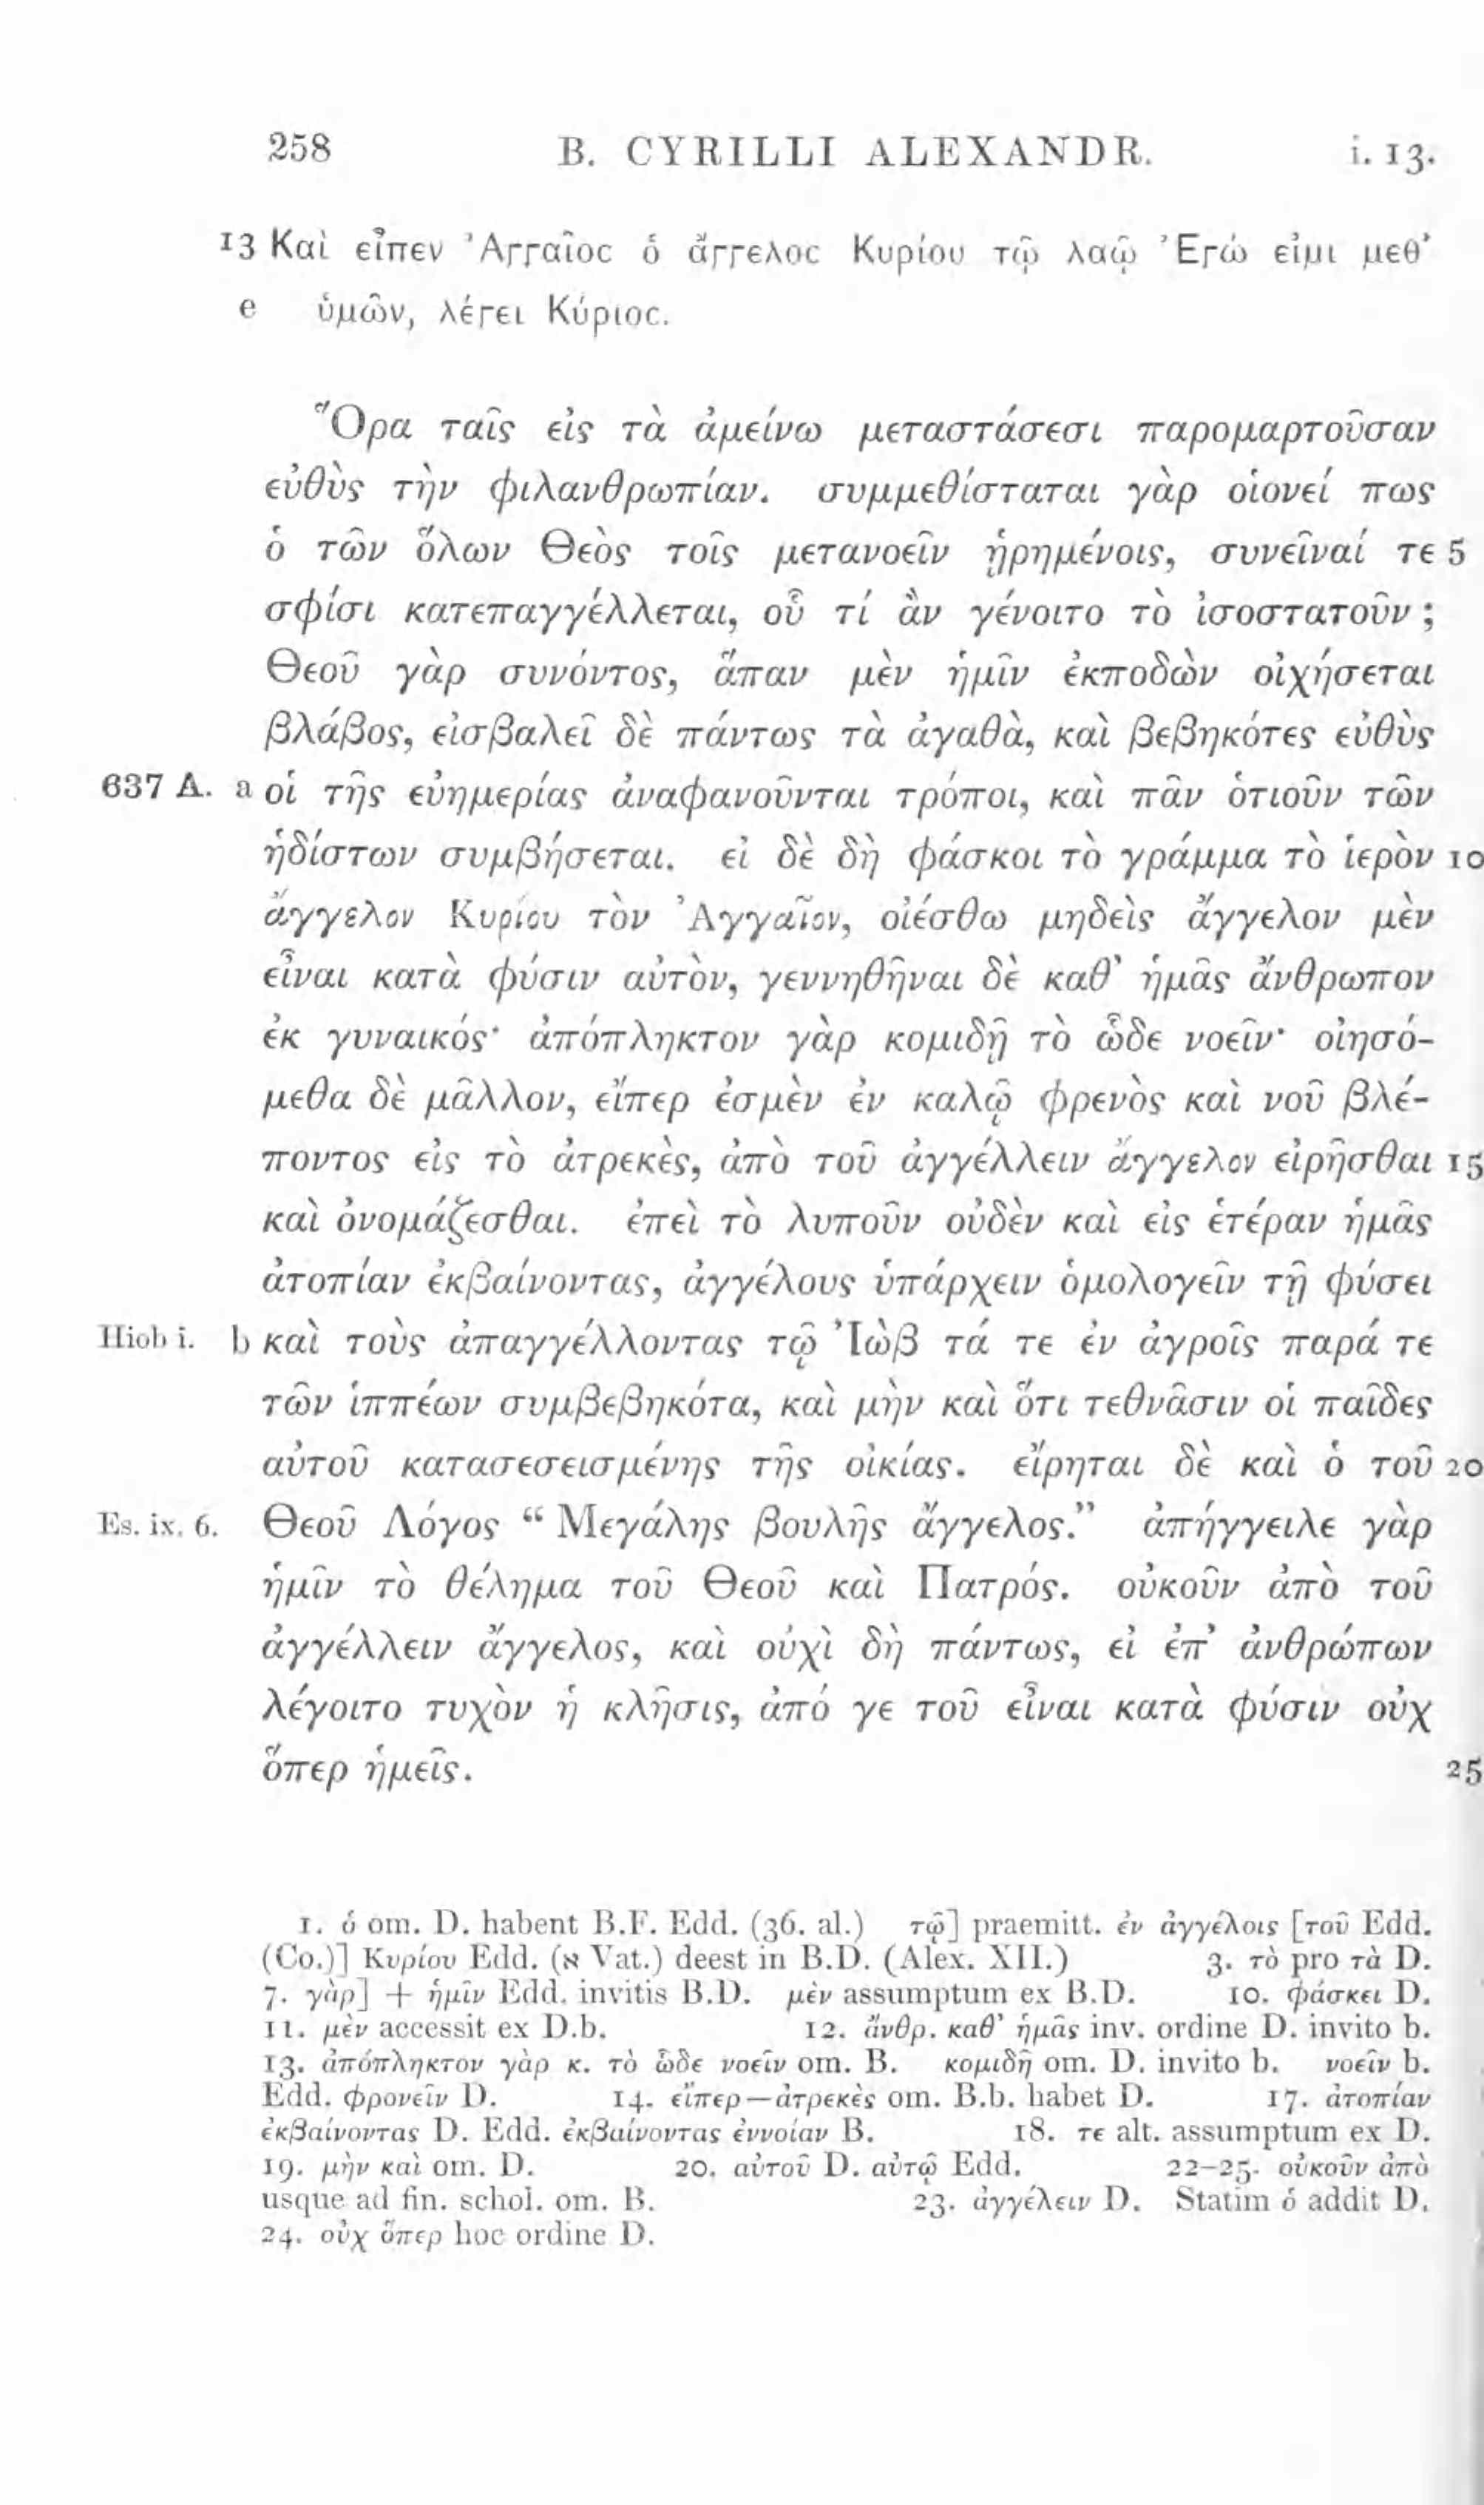 258 B. CYRILLI ALEXANDR. i. 13.
13 Καὶ εἶπεν Ἀγγαῖος ὁ ἄγγελος Κυρίου τῷ λαῷ Ἐγώ εἰμι μεθ’
e ὑμῶν, λέγει Κύριος.
Ὅρα ταῖς εἰς τὰ ἀμείνω μεταστάσεσι παρομαρτοῦσαν
εὐθὺς τὴν φιλανθρωπίαν. συμμεθίσταται γὰρ οἱονεί πως
ὁ τῶν ὅλων Θεὸς τοῖς μετανοεῖν ᾑρημένοις, συνεῖναί τε 5
σφίσι κατεπαγγέλλεται, οὗ τί ἂν γένοιτο τὸ ἰσοστατοῦν ;
Θεοῦ γὰρ συνόντος, ἅπαν μὲν ἡμῖν ἐκποδὼν οἰχήσεται
βλάβος, εἰσβαλεῖ δὲ πάντως τὰ ἀγαθὰ, καὶ βεβηκότες εὐθὺς
637 A. a οἱ τῆς εὐημερίας ἀναφανοῦνται τρόποι, καὶ πᾶν ὁτιοῦν τῶν
ἡδίστων συμβήσεται. εἰ δὲ δὴ φάσκοι τὸ γράμμα τὸ ἱερὸν 10
ἄγγελον Κυρίου τὸν Ἀγγαῖον, οἰέσθω μηδεὶς ἄγγελον μὲν
εἶναι κατὰ φύσιν αὐτὸν, γεννηθῆναι δὲ καθ’ ἡμᾶς ἄνθρωπον
ἐκ γυναικός· ἀπόπληκτον γὰρ κομιδῇ τὸ ὧδε νοεῖν· οἰησό-
μεθα δὲ μᾶλλον, εἴπερ ἐσμὲν ἐν καλῷ φρενὸς καὶ νοῦ βλέ-
ποντος εἰς τὸ ἀτρεκὲς, ἀπὸ τοῦ ἀγγέλλειν ἄγγελον εἰρῆσθαι 15
καὶ ὀνομάζεσθαι. ἐπεὶ τὸ λυποῦν οὐδὲν καὶ εἰς ἑτέραν ἡμᾶς
ἀτοπίαν ἐκβαίνοντας, ἀγγέλους ὑπάρχειν ὁμολογεῖν τῇ φύσει
Hiob i. b καὶ τοὺς ἀπαγγέλλοντας τῷ Ἰὼβ τά τε ἐν ἀγροῖς παρά τε
τῶν ἱππέων συμβεβηκότα, καὶ μὴν καὶ ὅτι τεθνᾶσιν οἱ παῖδες
αὐτοῦ κατασεσεισμένης τῆς οἰκίας. εἴρηται δὲ καὶ ὁ τοῦ 20
Es. ix. 6. Θεοῦ Λόγος “ Μεγάλης βουλῆς ἄγγελος.” ἀπήγγειλε γὰρ
ἡμῖν τὸ θέλημα τοῦ Θεοῦ καὶ Πατρός. οὐκοῦν ἀπὸ τοῦ
ἀγγέλλειν ἄγγελος, καὶ οὐχὶ δὴ πάντως, εἰ ἐπ’ ἀνθρώπων
λέγοιτο τυχὸν ἡ κλῆσις, ἀπό γε τοῦ εἶναι κατὰ φύσιν οὐχ
ὅπερ ἡμεῖς. 25
1. ὁ om. D. habent B.F. Edd. (36. al.) τῷ] praemitt. ἐν ἀγγέλοις [τοῦ Edd.
(Co.)] Κυρίου Edd. (א Vat.) deest in B.D. (Alex. XII.) 3. τὸ pro τὰ D.
7. γὰρ] + ἡμῖν Edd. invitis B.D. μὲν assumptum ex B.D. 10. φάσκει D.
11. μὲν accessit ex D.b. 12. ἄνθρ. καθ’ ἡμᾶς inv. ordine D. invito b.
13. ἀπόπληκτον γὰρ κ. τὸ ὧδε νοεῖν om. B. κομιδῇ om. D. invito b. νοεῖν b.
Edd. φρονεῖν D. 14. εἴπερ—ἀτρεκὲς om. B.b. habet D. 17. ἀτοπίαν
ἐκβαίνοντας D. Edd. ἐκβαίνοντας ἐννοίαν B. 18. τε alt. assumptum ex D.
19. μὴν καὶ om. D. 20. αὐτοῦ D. αὐτῷ Edd. 22–25. οὐκοῦν ἀπὸ
usque ad fin. schol. om. B. 23. ἀγγέλειν D. Statim ὁ addit D.
24. οὐχ ὅπερ hoc ordine D.